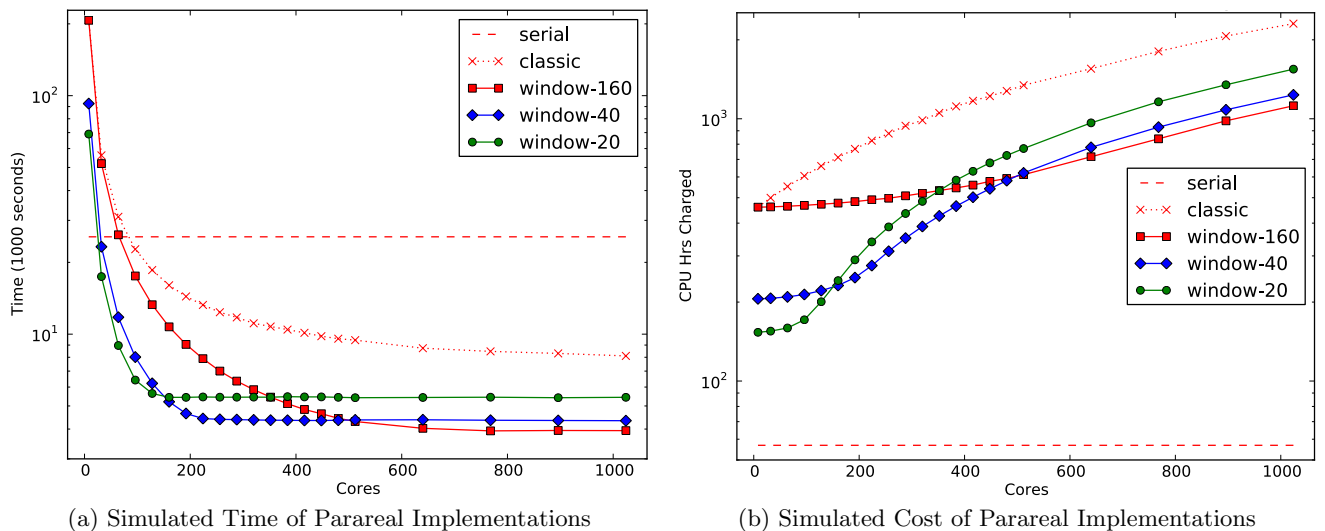 Time (1000 seconds)
10²
10¹
serial
classic
window-160
window-40
window-20
0 200 400 600 800 1000
Cores
(a) Simulated Time of Parareal Implementations
CPU Hrs Charged
10³
10²
serial
classic
window-160
window-40
window-20
0 200 400 600 800 1000
Cores
(b) Simulated Cost of Parareal Implementations